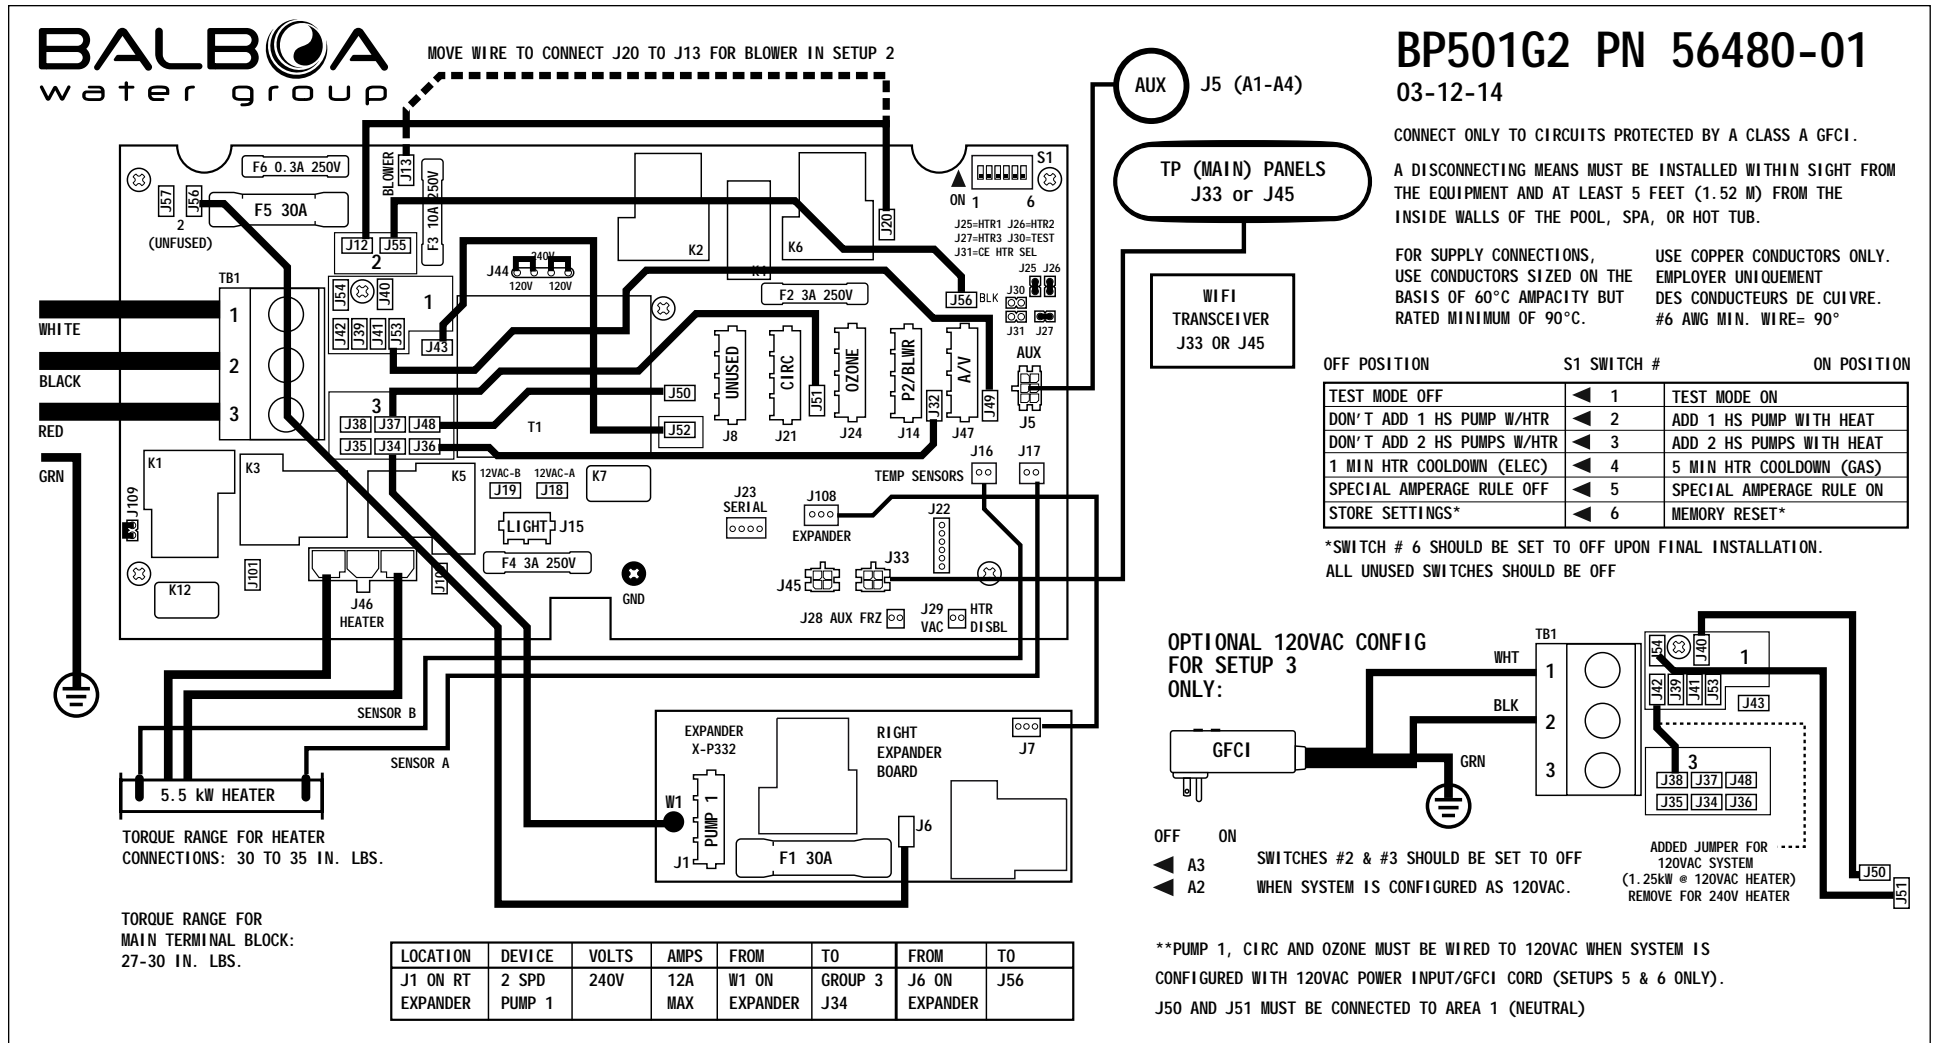 BALBOA
water group
MOVE WIRE TO CONNECT J20 TO J13 FOR BLOWER IN SETUP 2
AUX
J5 (A1-A4)
BP501G2 PN 56480-01
03-12-14
CONNECT ONLY TO CIRCUITS PROTECTED BY A CLASS A GFCI.
A DISCONNECTING MEANS MUST BE INSTALLED WITHIN SIGHT FROM
THE EQUIPMENT AND AT LEAST 5 FEET (1.52 M) FROM THE
INSIDE WALLS OF THE POOL, SPA, OR HOT TUB.
FOR SUPPLY CONNECTIONS,
USE CONDUCTORS SIZED ON THE
BASIS OF 60°C AMPACITY BUT
RATED MINIMUM OF 90°C.
USE COPPER CONDUCTORS ONLY.
EMPLOYER UNIQUEMENT
DES CONDUCTEURS DE CUIVRE.
#6 AWG MIN. WIRE= 90°
TP (MAIN) PANELS
J33 or J45
WIFI
TRANSCEIVER
J33 OR J45
F6 0.3A 250V
BLOWER
J13
F3 10A 250V
J57
J56
F5 30A
2
(UNFUSED)
J12
J55
2
K2
K6
K4
J20
S1
ON
1
6
J25=HTR1 J26=HTR2
J27=HTR3 J30=TEST
J31=CE HTR SEL
J25 J26
J30
J31
J27
240V
J44
120V
120V
F2 3A 250V
J56
BLK
TB1
1
2
3
WHITE
BLACK
RED
GRN
J54
J40
1
J42
J39
J41
J53
J43
3
J38
J37
J48
J35
J34
J36
T1
J50
J52
UNUSED
J8
CIRC
J21
J51
OZONE
J24
P2/BLWR
J14
J32
A/V
J47
J49
AUX
J5
J16
J17
TEMP SENSORS
K1
K3
K5
12VAC-B
12VAC-A
J19
J18
K7
J109
J23
SERIAL
J108
EXPANDER
J22
LIGHT
J15
F4 3A 250V
J101
K12
J46
HEATER
GND
J45
J33
J28 AUX FRZ
J29
VAC
HTR
DISBL
SENSOR B
SENSOR A
5.5 kW HEATER
TORQUE RANGE FOR HEATER
CONNECTIONS: 30 TO 35 IN. LBS.
TORQUE RANGE FOR
MAIN TERMINAL BLOCK:
27-30 IN. LBS.
EXPANDER
X-P332
RIGHT
EXPANDER
BOARD
J7
W1
PUMP 1
J1
F1 30A
J6
LOCATION DEVICE VOLTS AMPS FROM TO FROM TO
J1 ON RT 2 SPD 240V 12A W1 ON GROUP 3 J6 ON J56
EXPANDER PUMP 1 MAX EXPANDER J34 EXPANDER
OFF POSITION S1 SWITCH # ON POSITION
TEST MODE OFF 1 TEST MODE ON
DON'T ADD 1 HS PUMP W/HTR 2 ADD 1 HS PUMP WITH HEAT
DON'T ADD 2 HS PUMPS W/HTR 3 ADD 2 HS PUMPS WITH HEAT
1 MIN HTR COOLDOWN (ELEC) 4 5 MIN HTR COOLDOWN (GAS)
SPECIAL AMPERAGE RULE OFF 5 SPECIAL AMPERAGE RULE ON
STORE SETTINGS* 6 MEMORY RESET*
*SWITCH # 6 SHOULD BE SET TO OFF UPON FINAL INSTALLATION.
ALL UNUSED SWITCHES SHOULD BE OFF
OPTIONAL 120VAC CONFIG
FOR SETUP 3
ONLY:
WHT
BLK
GRN
GFCI
TB1
1
2
3
J54
J40
1
J42
J39
J41
J53
J43
3
J38
J37
J48
J35
J34
J36
OFF ON
A3
A2
SWITCHES #2 & #3 SHOULD BE SET TO OFF
WHEN SYSTEM IS CONFIGURED AS 120VAC.
ADDED JUMPER FOR
120VAC SYSTEM
(1.25kW @ 120VAC HEATER)
REMOVE FOR 240V HEATER
J50
J51
**PUMP 1, CIRC AND OZONE MUST BE WIRED TO 120VAC WHEN SYSTEM IS
CONFIGURED WITH 120VAC POWER INPUT/GFCI CORD (SETUPS 5 & 6 ONLY).
J50 AND J51 MUST BE CONNECTED TO AREA 1 (NEUTRAL)